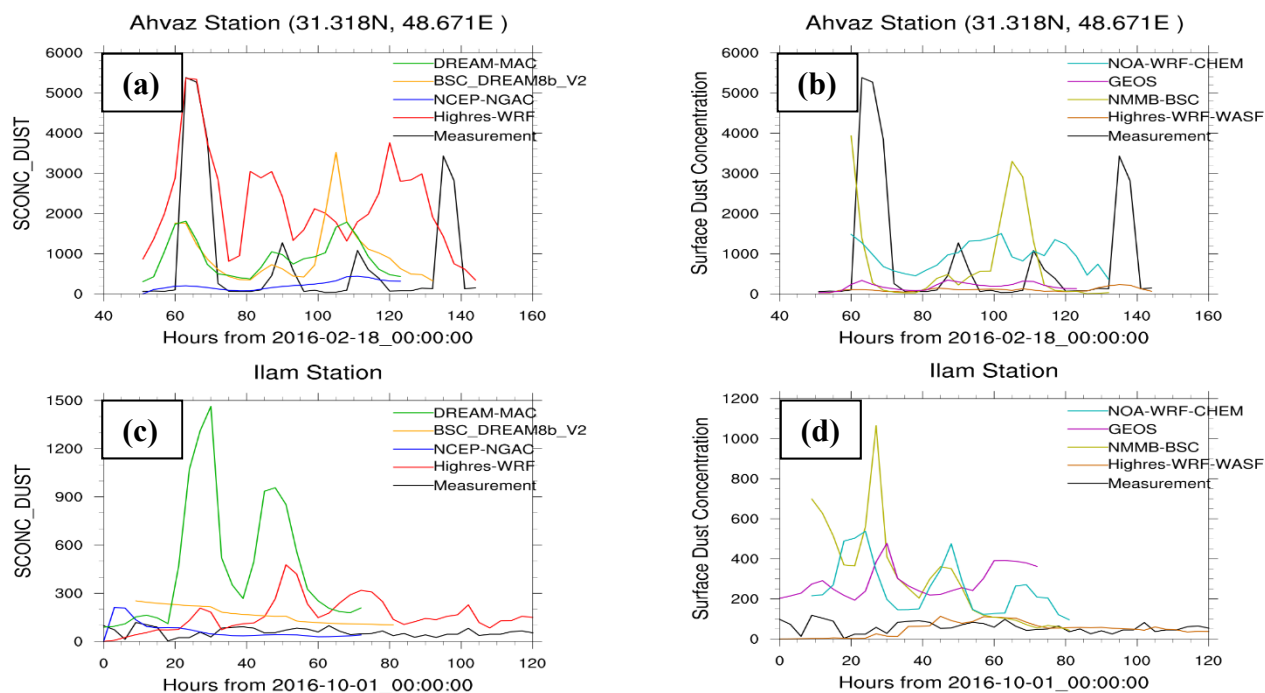 Ahvaz Station (31.318N, 48.671E )
(a)
DREAM-MAC
BSC_DREAM8b_V2
NCEP-NGAC
Highres-WRF
Measurement
SCONC_DUST
6000
5000
4000
3000
2000
1000
0
40 60 80 100 120 140 160
Hours from 2016-02-18_00:00:00
Ahvaz Station (31.318N, 48.671E )
(b)
NOA-WRF-CHEM
GEOS
NMMB-BSC
Highres-WRF-WASF
Measurement
Surface Dust Concentration
6000
5000
4000
3000
2000
1000
0
40 60 80 100 120 140 160
Hours from 2016-02-18_00:00:00
Ilam Station
(c)
DREAM-MAC
BSC_DREAM8b_V2
NCEP-NGAC
Highres-WRF
Measurement
SCONC_DUST
1500
1200
900
600
300
0
0 20 40 60 80 100 120
Hours from 2016-10-01_00:00:00
Ilam Station
(d)
NOA-WRF-CHEM
GEOS
NMMB-BSC
Highres-WRF-WASF
Measurement
Surface Dust Concentration
1200
1000
800
600
400
200
0
0 20 40 60 80 100 120
Hours from 2016-10-01_00:00:00